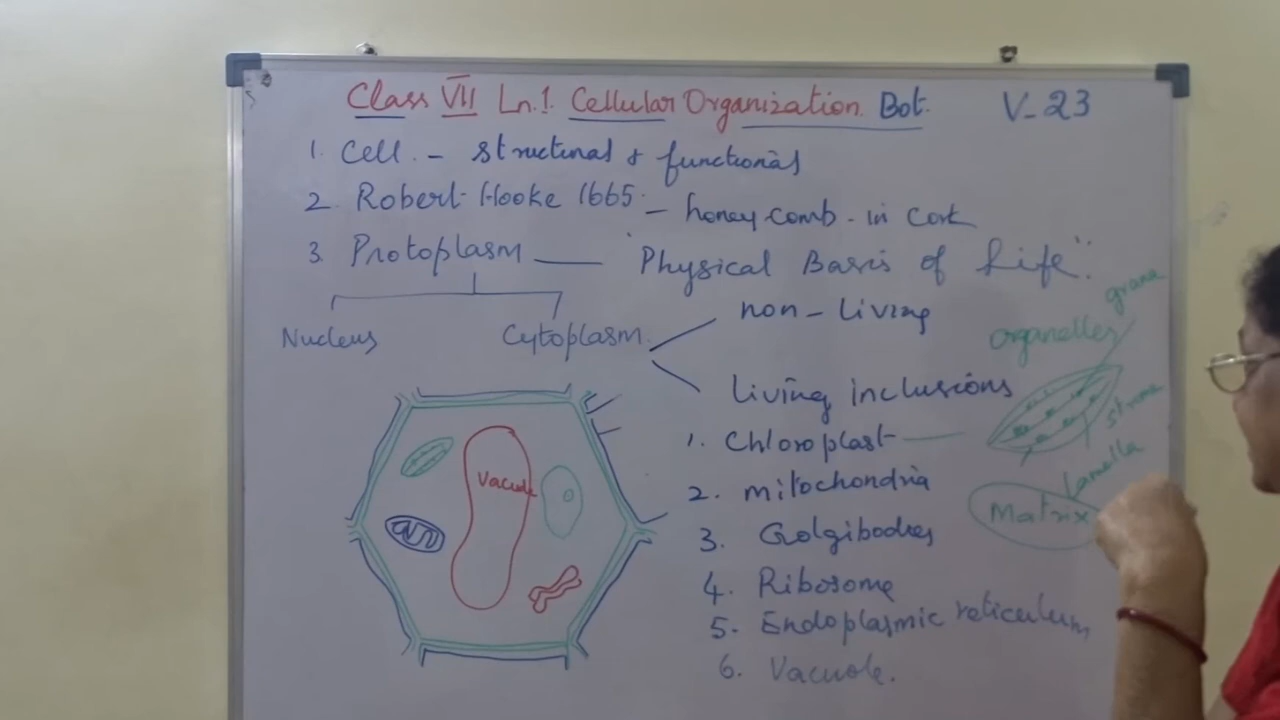 Class VII Ln.1. Cellular Organization Bot. V-23
1. Cell. - structural & functional
2. Robert Hooke 1665 - honey comb - in Cork
3. Protoplasm — "Physical Basis of Life".
Nucleus Cytoplasm
non-Living
Living inclusions
organelles
grana
stroma
lamella
Matrix
1. Chloroplast
2. mitochondria
3. Golgibodies
4. Ribosome
5. Endoplasmic reticulum
6. Vacuole.
Vacuole